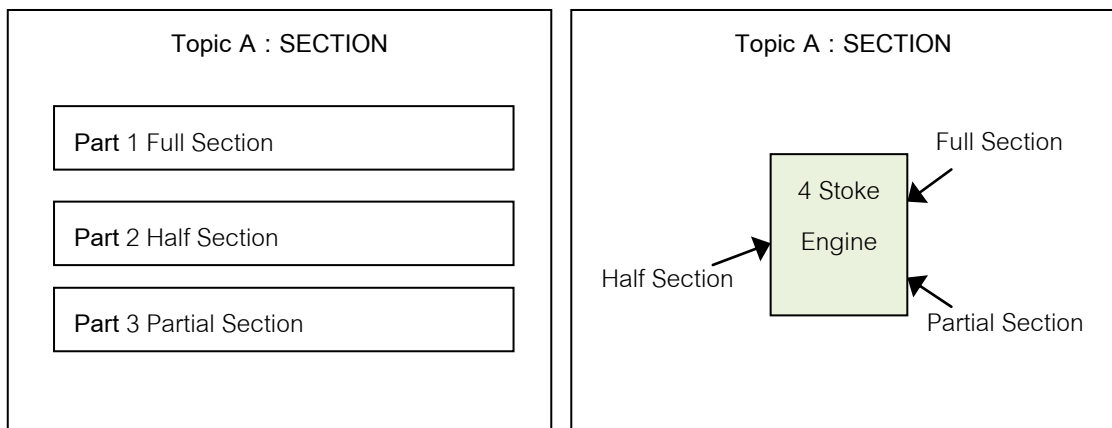 Topic A : SECTION
Part 1 Full Section
Part 2 Half Section
Part 3 Partial Section
Topic A : SECTION
Full Section
4 Stoke
Engine
Half Section
Partial Section